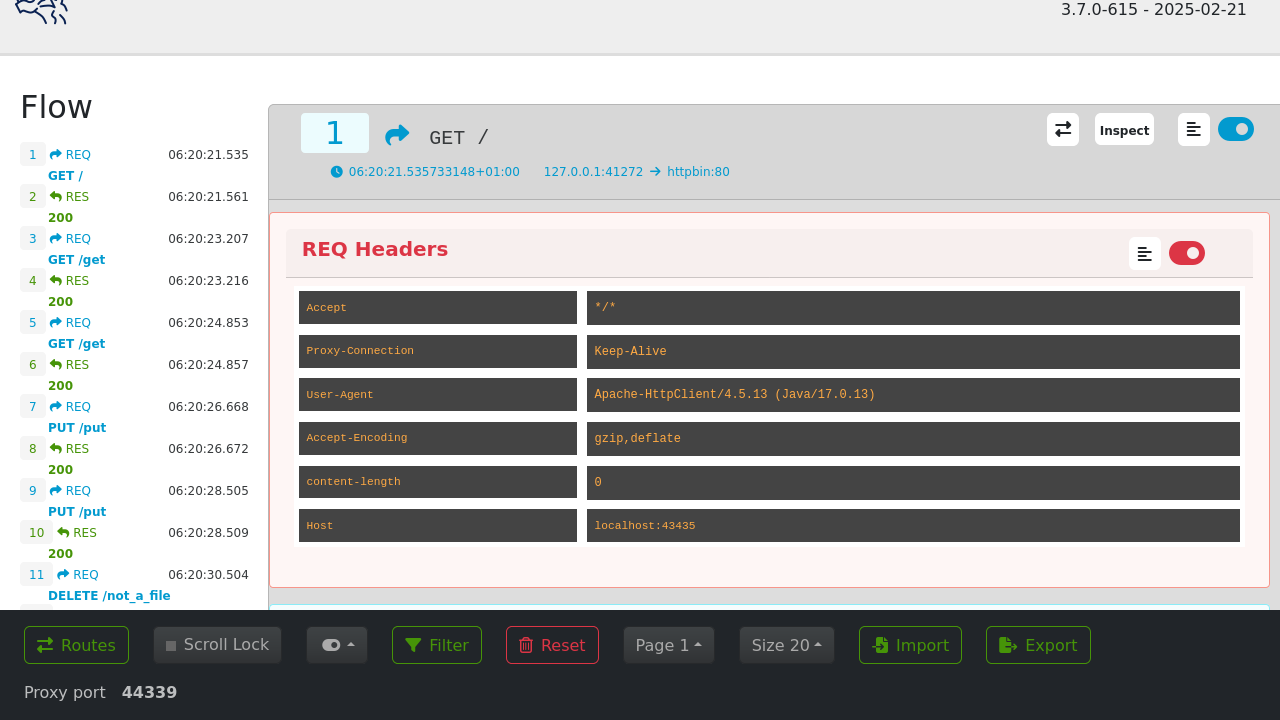 3.7.0-615 - 2025-02-21
Flow
1 REQ 06:20:21.535
GET /
2 RES 06:20:21.561
200
3 REQ 06:20:23.207
GET /get
4 RES 06:20:23.216
200
5 REQ 06:20:24.853
GET /get
6 RES 06:20:24.857
200
7 REQ 06:20:26.668
PUT /put
8 RES 06:20:26.672
200
9 REQ 06:20:28.505
PUT /put
10 RES 06:20:28.509
200
11 REQ 06:20:30.504
DELETE /not_a_file
1 GET / Inspect
06:20:21.535733148+01:00 127.0.0.1:41272 httpbin:80
REQ Headers
Accept */*
Proxy-Connection Keep-Alive
User-Agent Apache-HttpClient/4.5.13 (Java/17.0.13)
Accept-Encoding gzip,deflate
content-length 0
Host localhost:43435
Routes Scroll Lock Filter Reset Page 1 Size 20 Import Export
Proxy port 44339